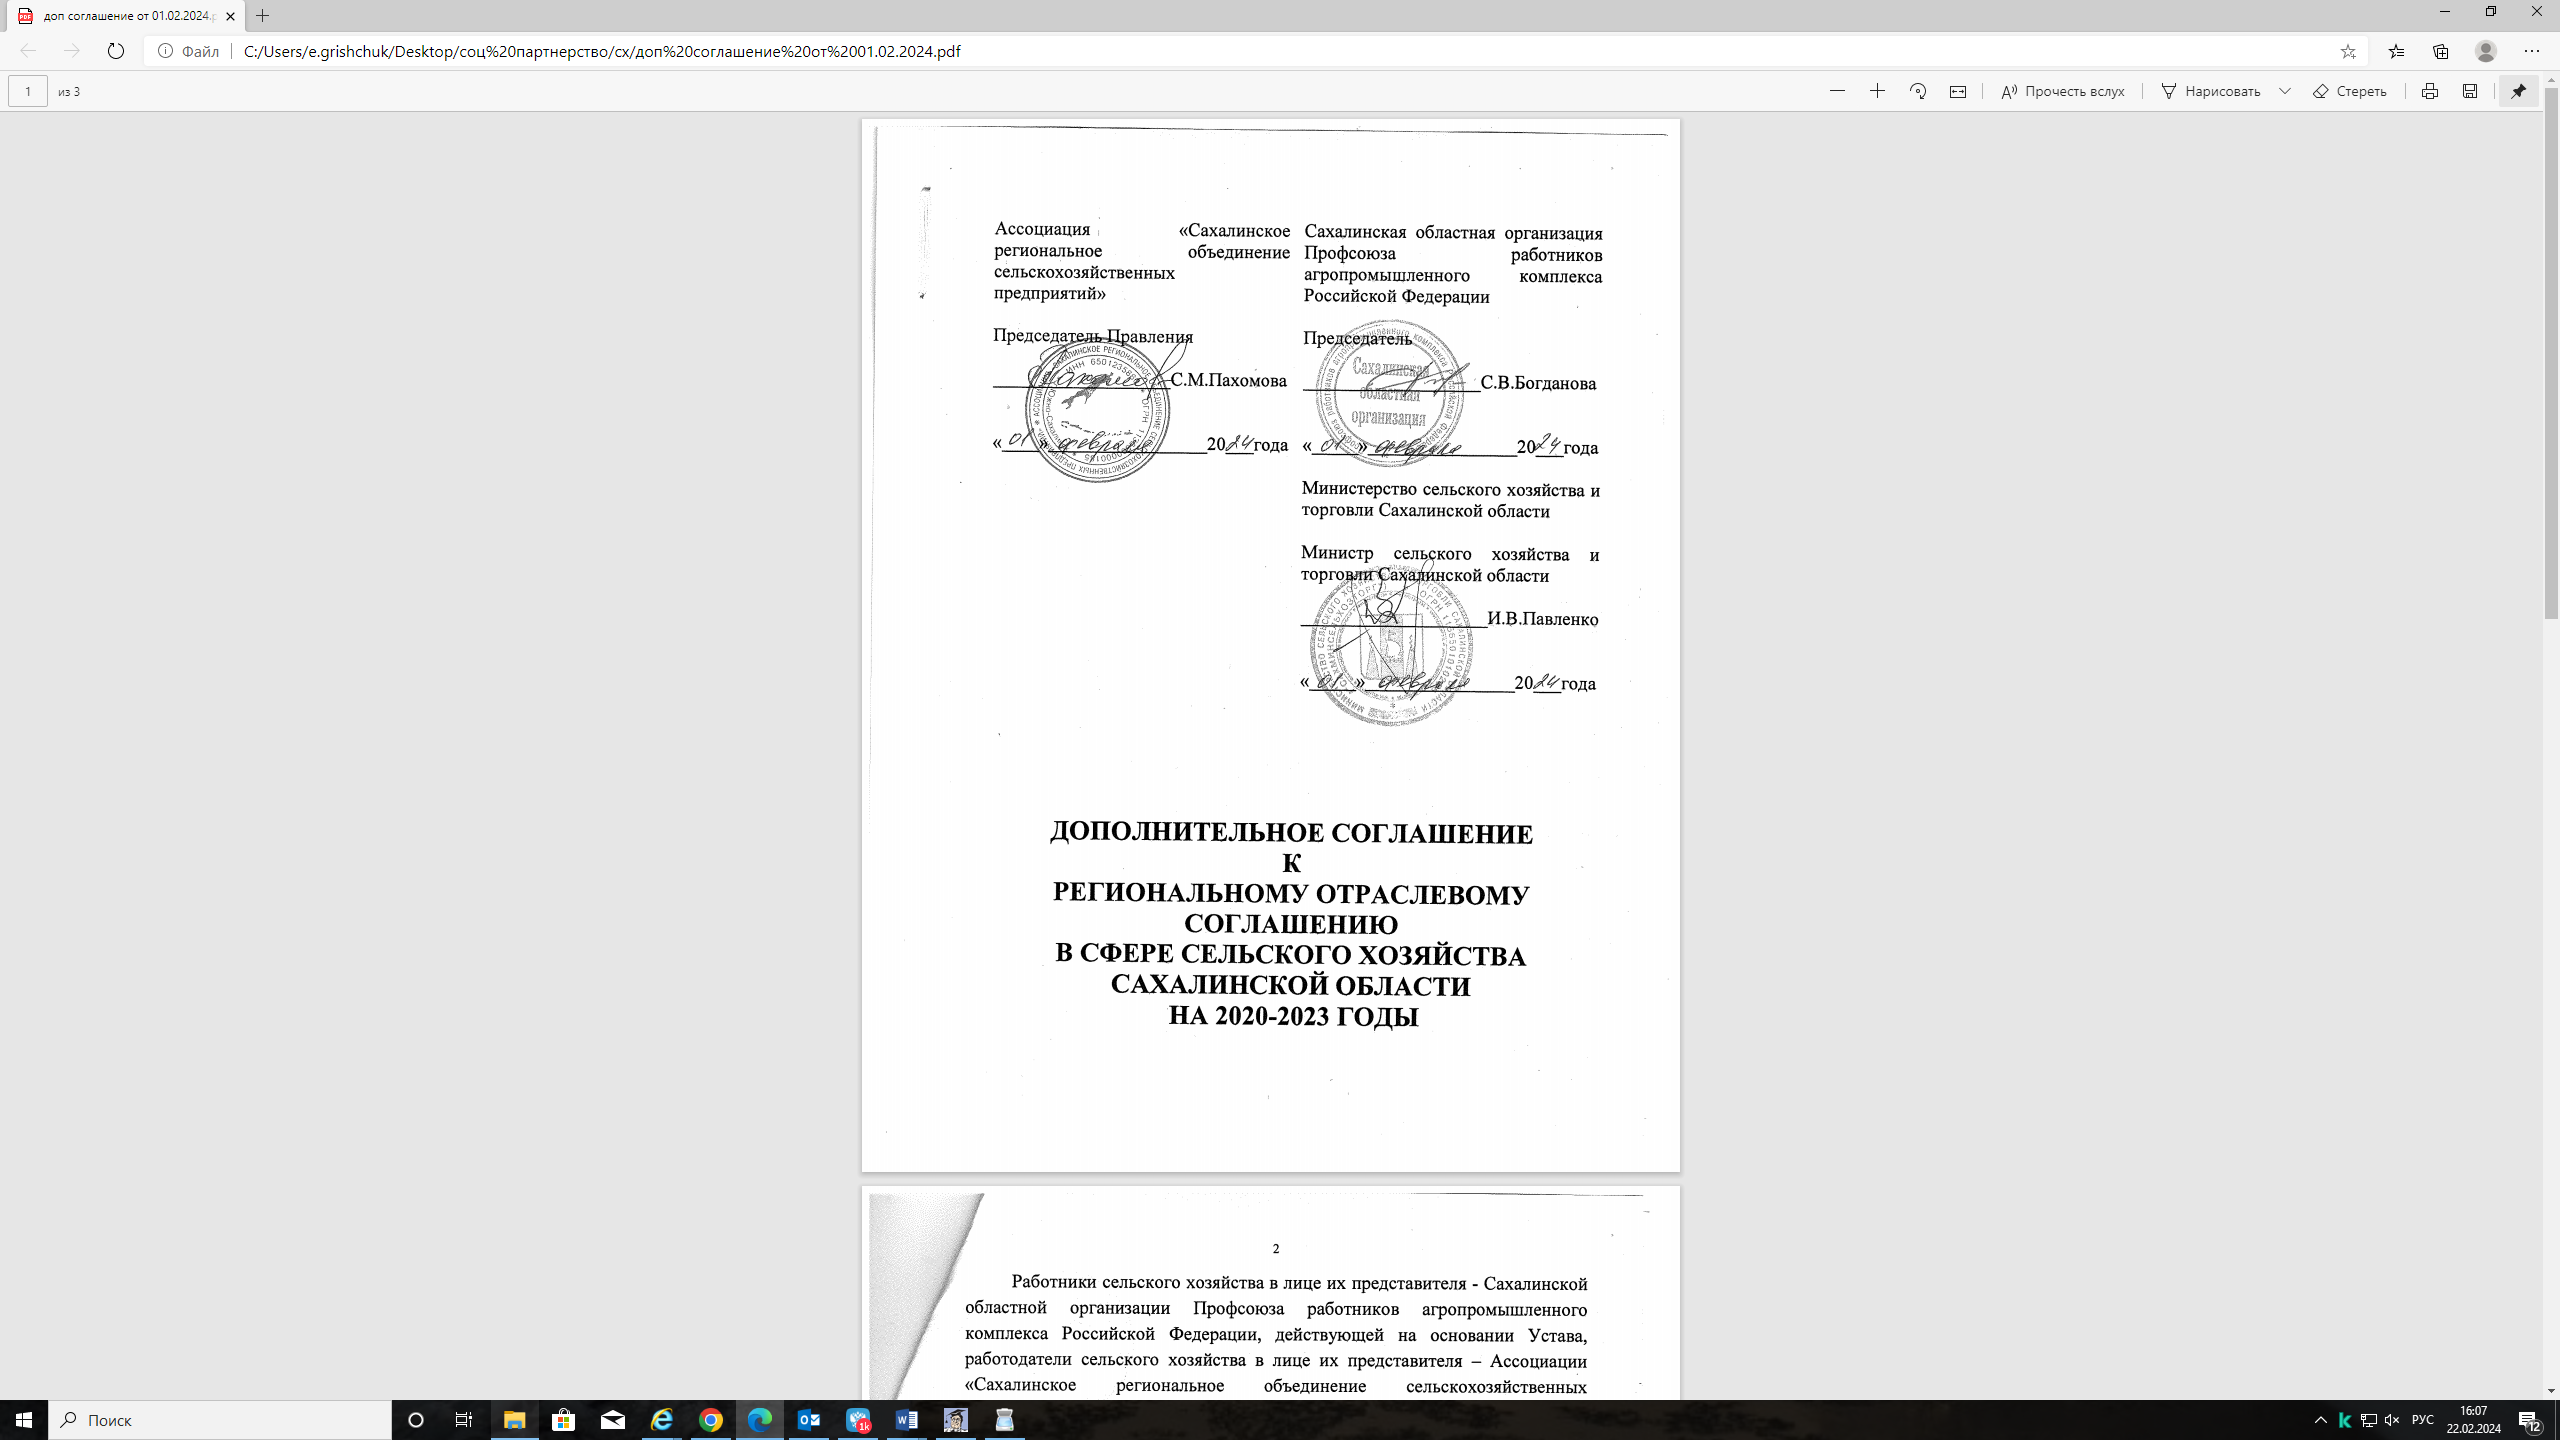 доп соглашение от 01.02.2024.p
Файл
C:/Users/e.grishchuk/Desktop/соц%20партнерство/сх/доп%20соглашение%20от%2001.02.2024.pdf
1 из 3
Прочесть вслух
Нарисовать
Стереть
Ассоциация «Сахалинское
региональное объединение
сельскохозяйственных
предприятий»
Председатель Правления
С.М.Пахомова
«01» февраля 2024 года
Сахалинская областная организация
Профсоюза работников
агропромышленного комплекса
Российской Федерации
Председатель
Сахалинская
областная
организация
С.В.Богданова
«01» февраля 2024 года
Министерство сельского хозяйства и
торговли Сахалинской области
Министр сельского хозяйства и
торговли Сахалинской области
И.В.Павленко
«01» февраля 2024 года
ДОПОЛНИТЕЛЬНОЕ СОГЛАШЕНИЕ
К
РЕГИОНАЛЬНОМУ ОТРАСЛЕВОМУ
СОГЛАШЕНИЮ
В СФЕРЕ СЕЛЬСКОГО ХОЗЯЙСТВА
САХАЛИНСКОЙ ОБЛАСТИ
НА 2020-2023 ГОДЫ
2
Работники сельского хозяйства в лице их представителя - Сахалинской
областной организации Профсоюза работников агропромышленного
комплекса Российской Федерации, действующей на основании Устава,
работодатели сельского хозяйства в лице их представителя – Ассоциации
«Сахалинское региональное объединение сельскохозяйственных
Поиск
1k
РУС
16:07
22.02.2024
12